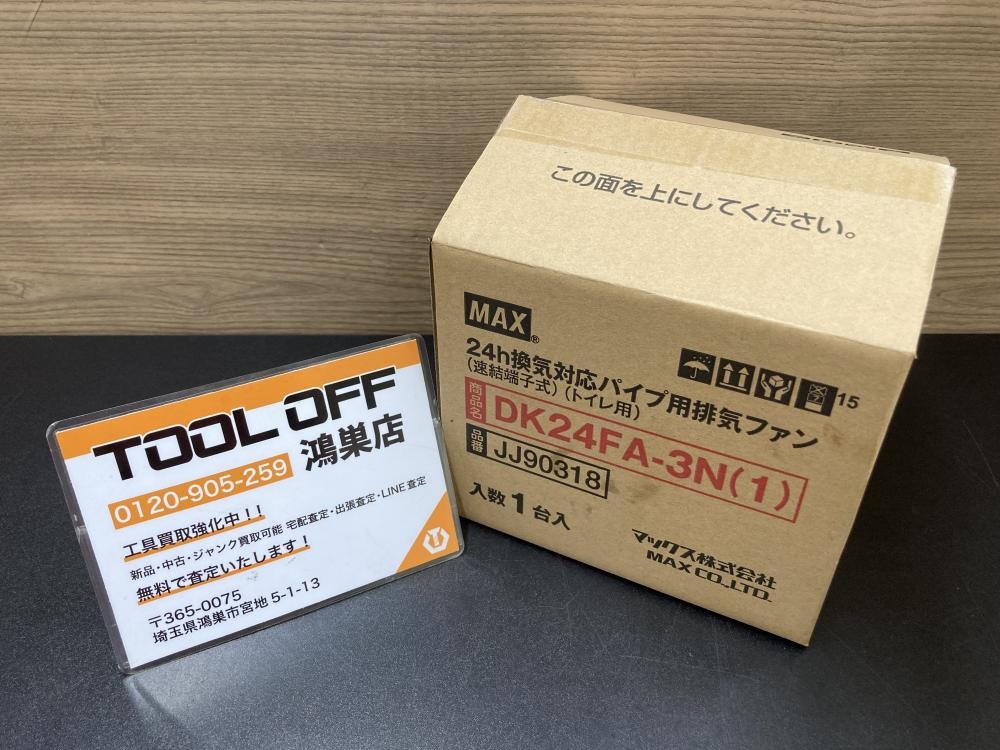 この面を上にしてください。
MAX®
24h換気対応パイプ用排気ファン
(速結端子式)(トイレ用)
15
商品名 DK24FA-3N(1)
品番 JJ90318
入数1台入
マックス株式会社
MAX CO.,LTD.
TOOL OFF
鴻巣店
0120-905-259
工具買取強化中!!
新品・中古・ジャンク買取可能 宅配査定・出張査定・LINE査定
無料で査定いたします!
〒365-0075
埼玉県鴻巣市宮地 5-1-13